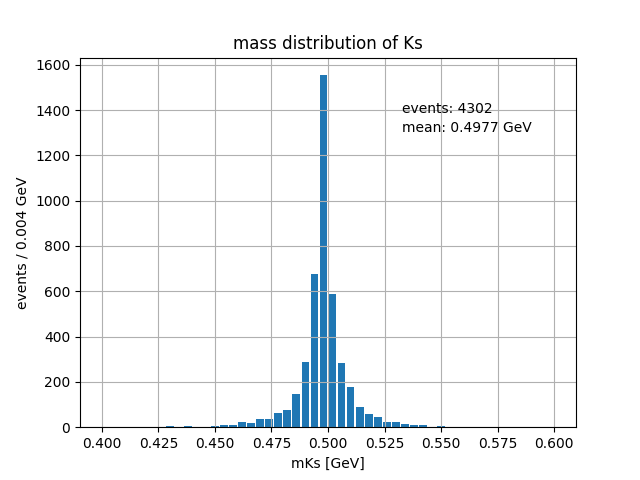 mass distribution of Ks
events: 4302
mean: 0.4977 GeV
events / 0.004 GeV
1600
1400
1200
1000
800
600
400
200
0
0.400 0.425 0.450 0.475 0.500 0.525 0.550 0.575 0.600
mKs [GeV]